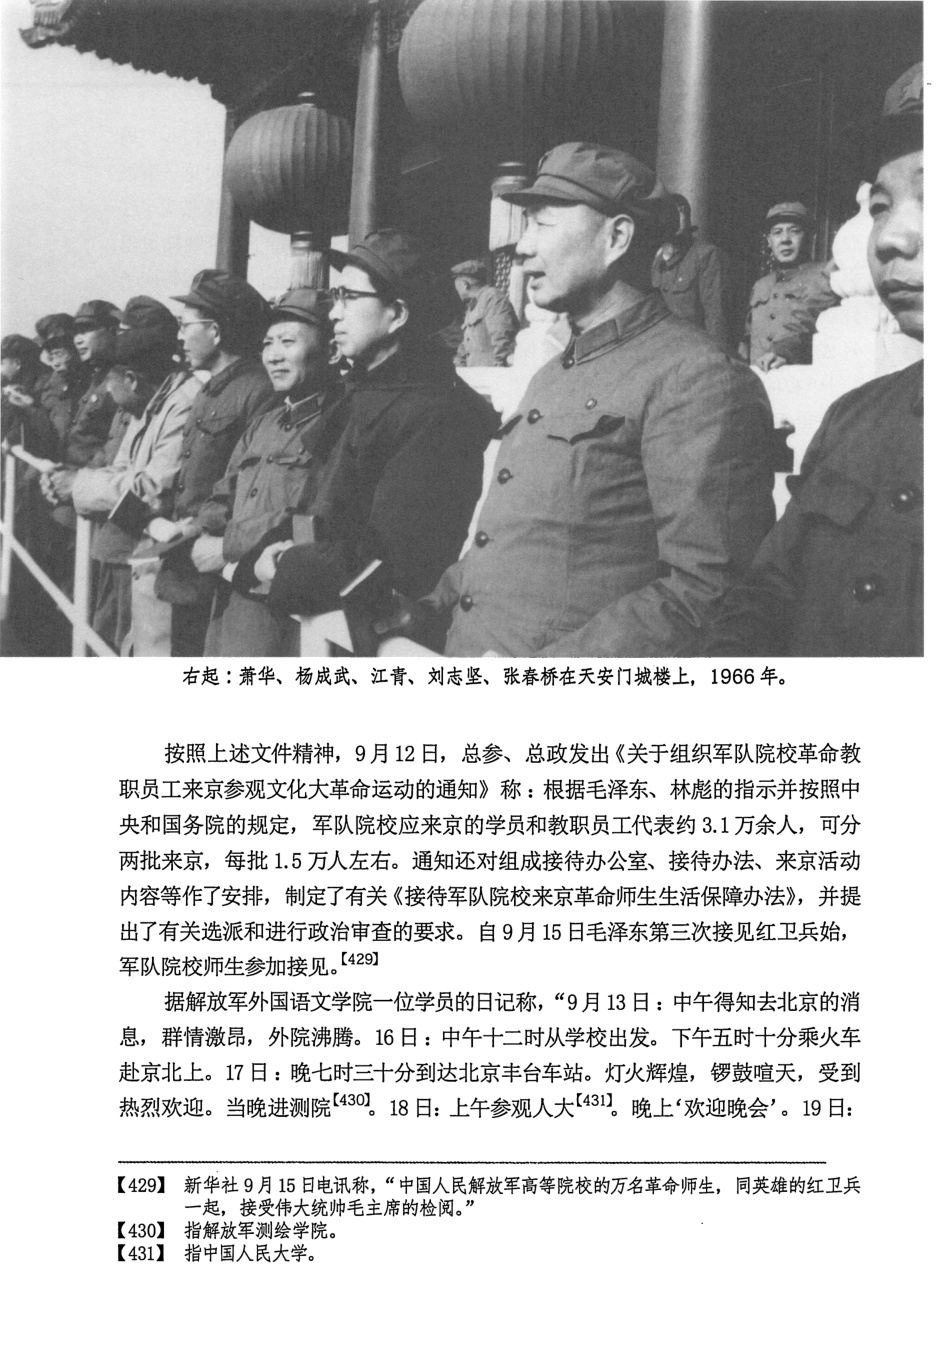 右起：萧华、杨成武、江青、刘志坚、张春桥在天安门城楼上，1966年。
按照上述文件精神，9月12日，总参、总政发出《关于组织军队院校革命教
职员工来京参观文化大革命运动的通知》称：根据毛泽东、林彪的指示并按照中
央和国务院的规定，军队院校应来京的学员和教职员工代表约3.1万余人，可分
两批来京，每批1.5万人左右。通知还对组成接待办公室、接待办法、来京活动
内容等作了安排，制定了有关《接待军队院校来京革命师生生活保障办法》，并提
出了有关选派和进行政治审查的要求。自9月15日毛泽东第三次接见红卫兵始，
军队院校师生参加接见。【429】
据解放军外国语文学院一位学员的日记称，“9月13日：中午得知去北京的消
息，群情激昂，外院沸腾。16日：中午十二时从学校出发。下午五时十分乘火车
赴京北上。17日：晚七时三十分到达北京丰台车站。灯火辉煌，锣鼓喧天，受到
热烈欢迎。当晚进测院【430】。18日：上午参观人大【431】。晚上‘欢迎晚会’。19日：
【429】 新华社9月15日电讯称，“中国人民解放军高等院校的万名革命师生，同英雄的红卫兵
一起，接受伟大统帅毛主席的检阅。”
【430】 指解放军测绘学院。
【431】 指中国人民大学。